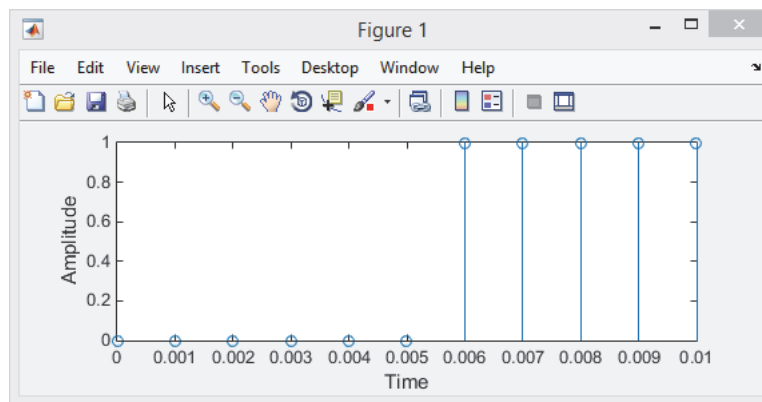 Figure 1
File Edit View Insert Tools Desktop Window Help
1
0.8
0.6
0.4
0.2
0
Amplitude
0 0.001 0.002 0.003 0.004 0.005 0.006 0.007 0.008 0.009 0.01
Time